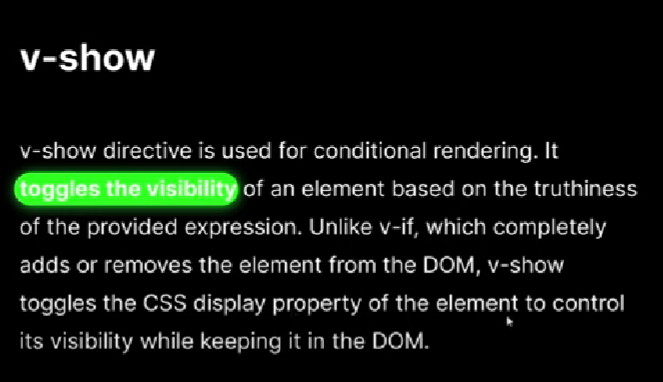 v-show
v-show directive is used for conditional rendering. It
toggles the visibility of an element based on the truthiness
of the provided expression. Unlike v-if, which completely
adds or removes the element from the DOM, v-show
toggles the CSS display property of the element to control
its visibility while keeping it in the DOM.